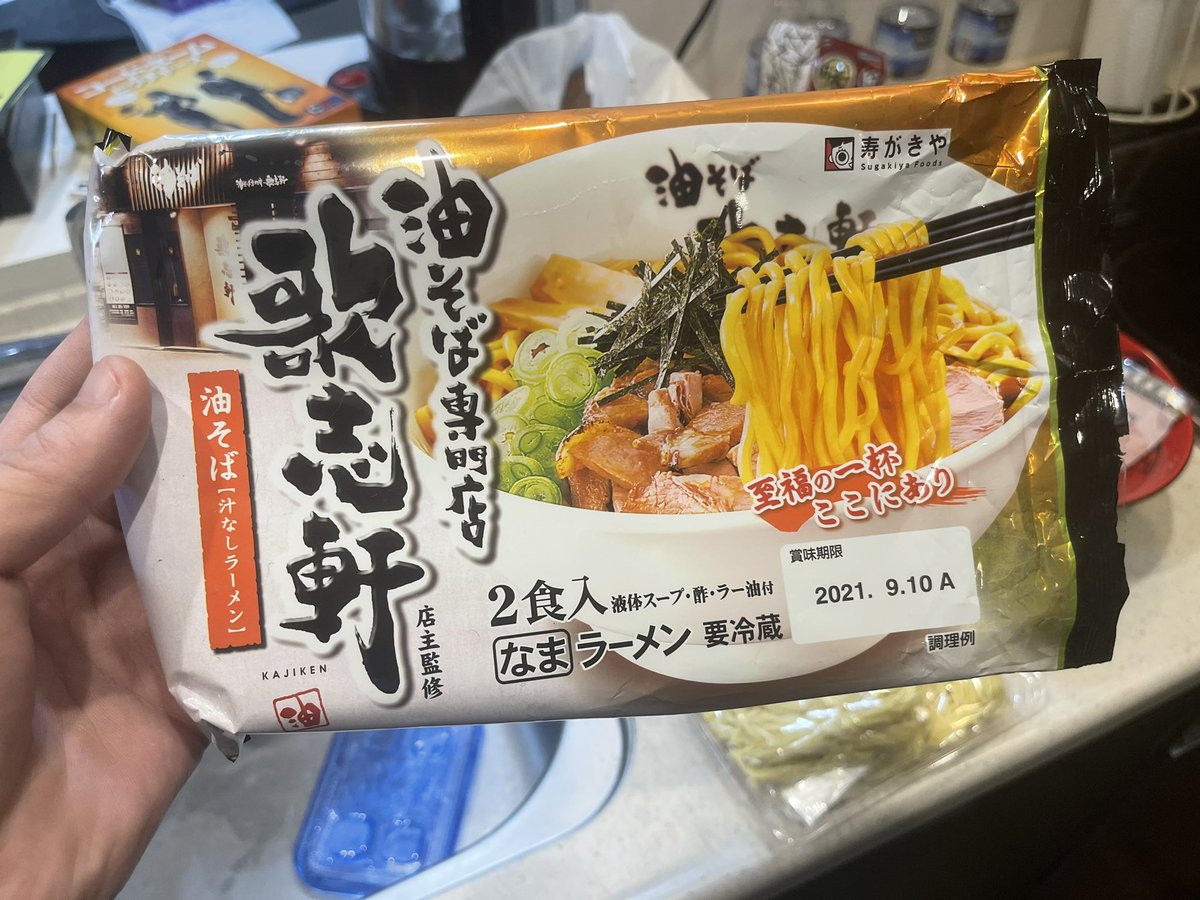 油そば専門店
歌志軒
油そば【汁なしラーメン】
KAJIKEN
油
店主監修
寿がきや
Sugakiya Foods
油そば
軒
至福の一杯
ここにあり
2食入 液体スープ・酢・ラー油付
なま ラーメン 要冷蔵
賞味期限
2021. 9.10 A
調理例